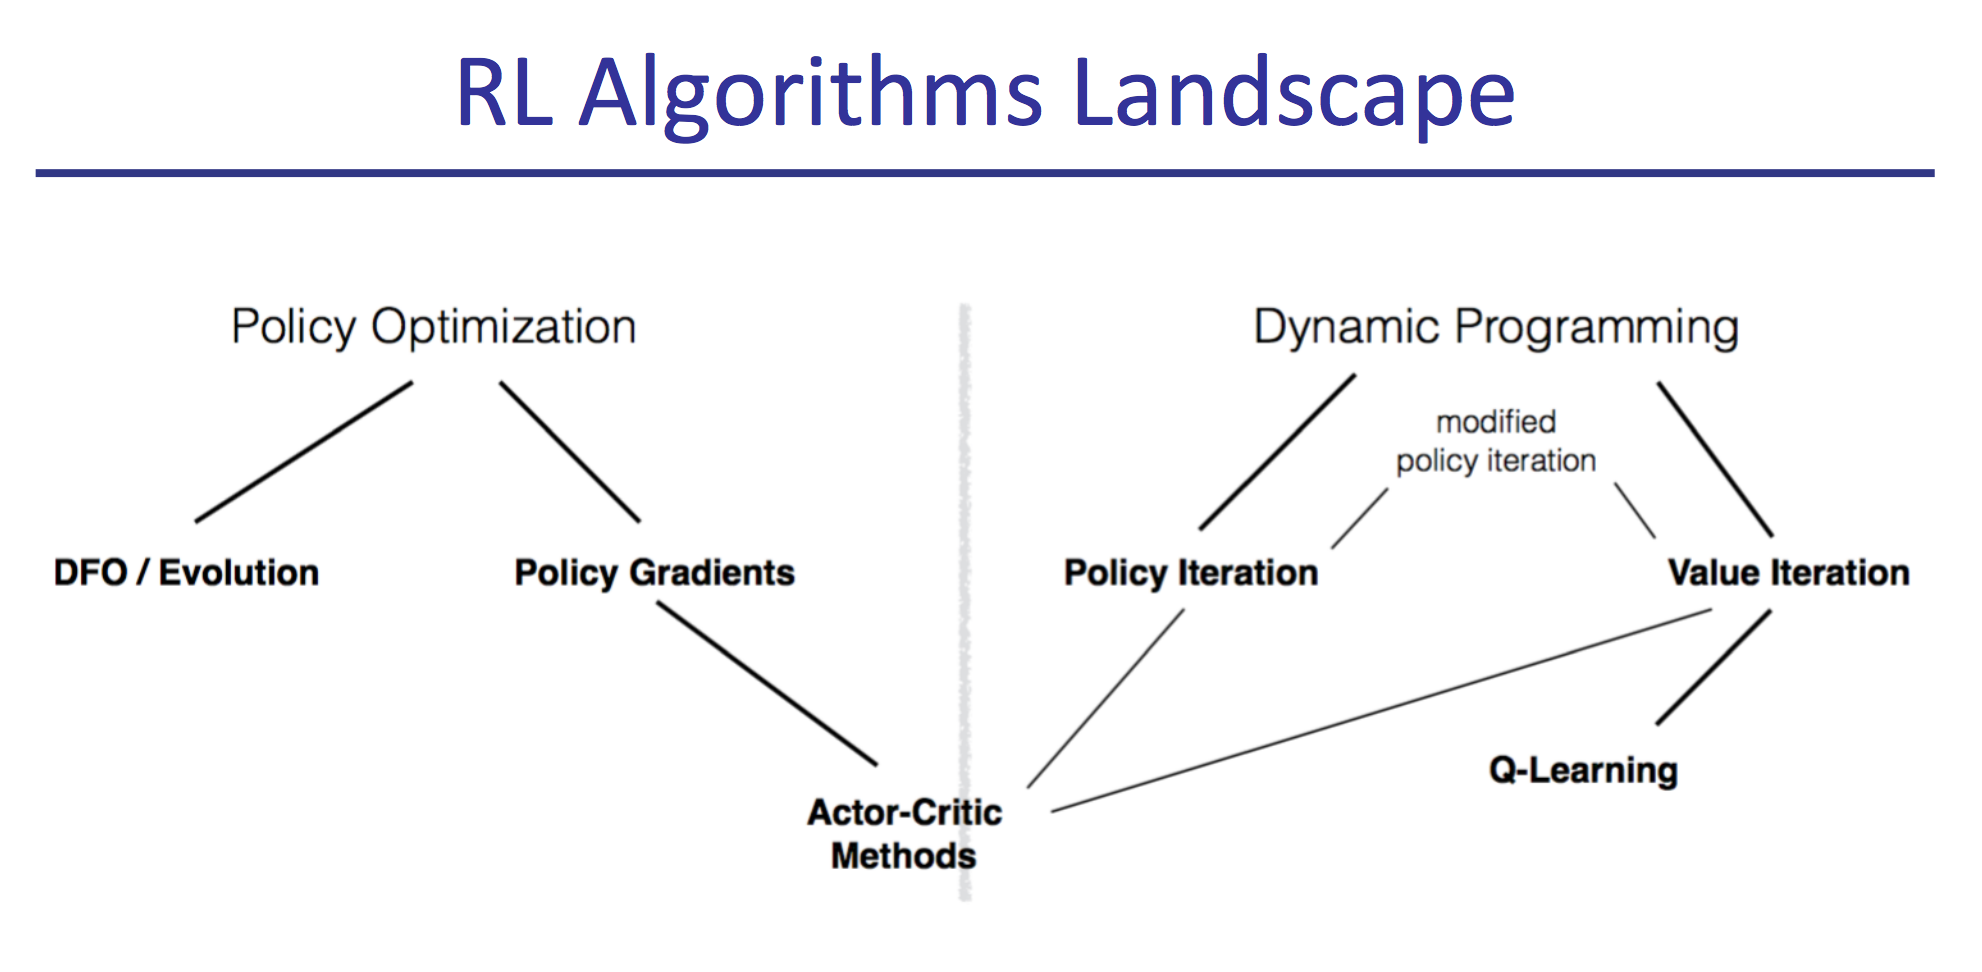 RL Algorithms Landscape
Policy Optimization
Dynamic Programming
modified
policy iteration
DFO / Evolution
Policy Gradients
Policy Iteration
Value Iteration
Q-Learning
Actor-Critic
Methods